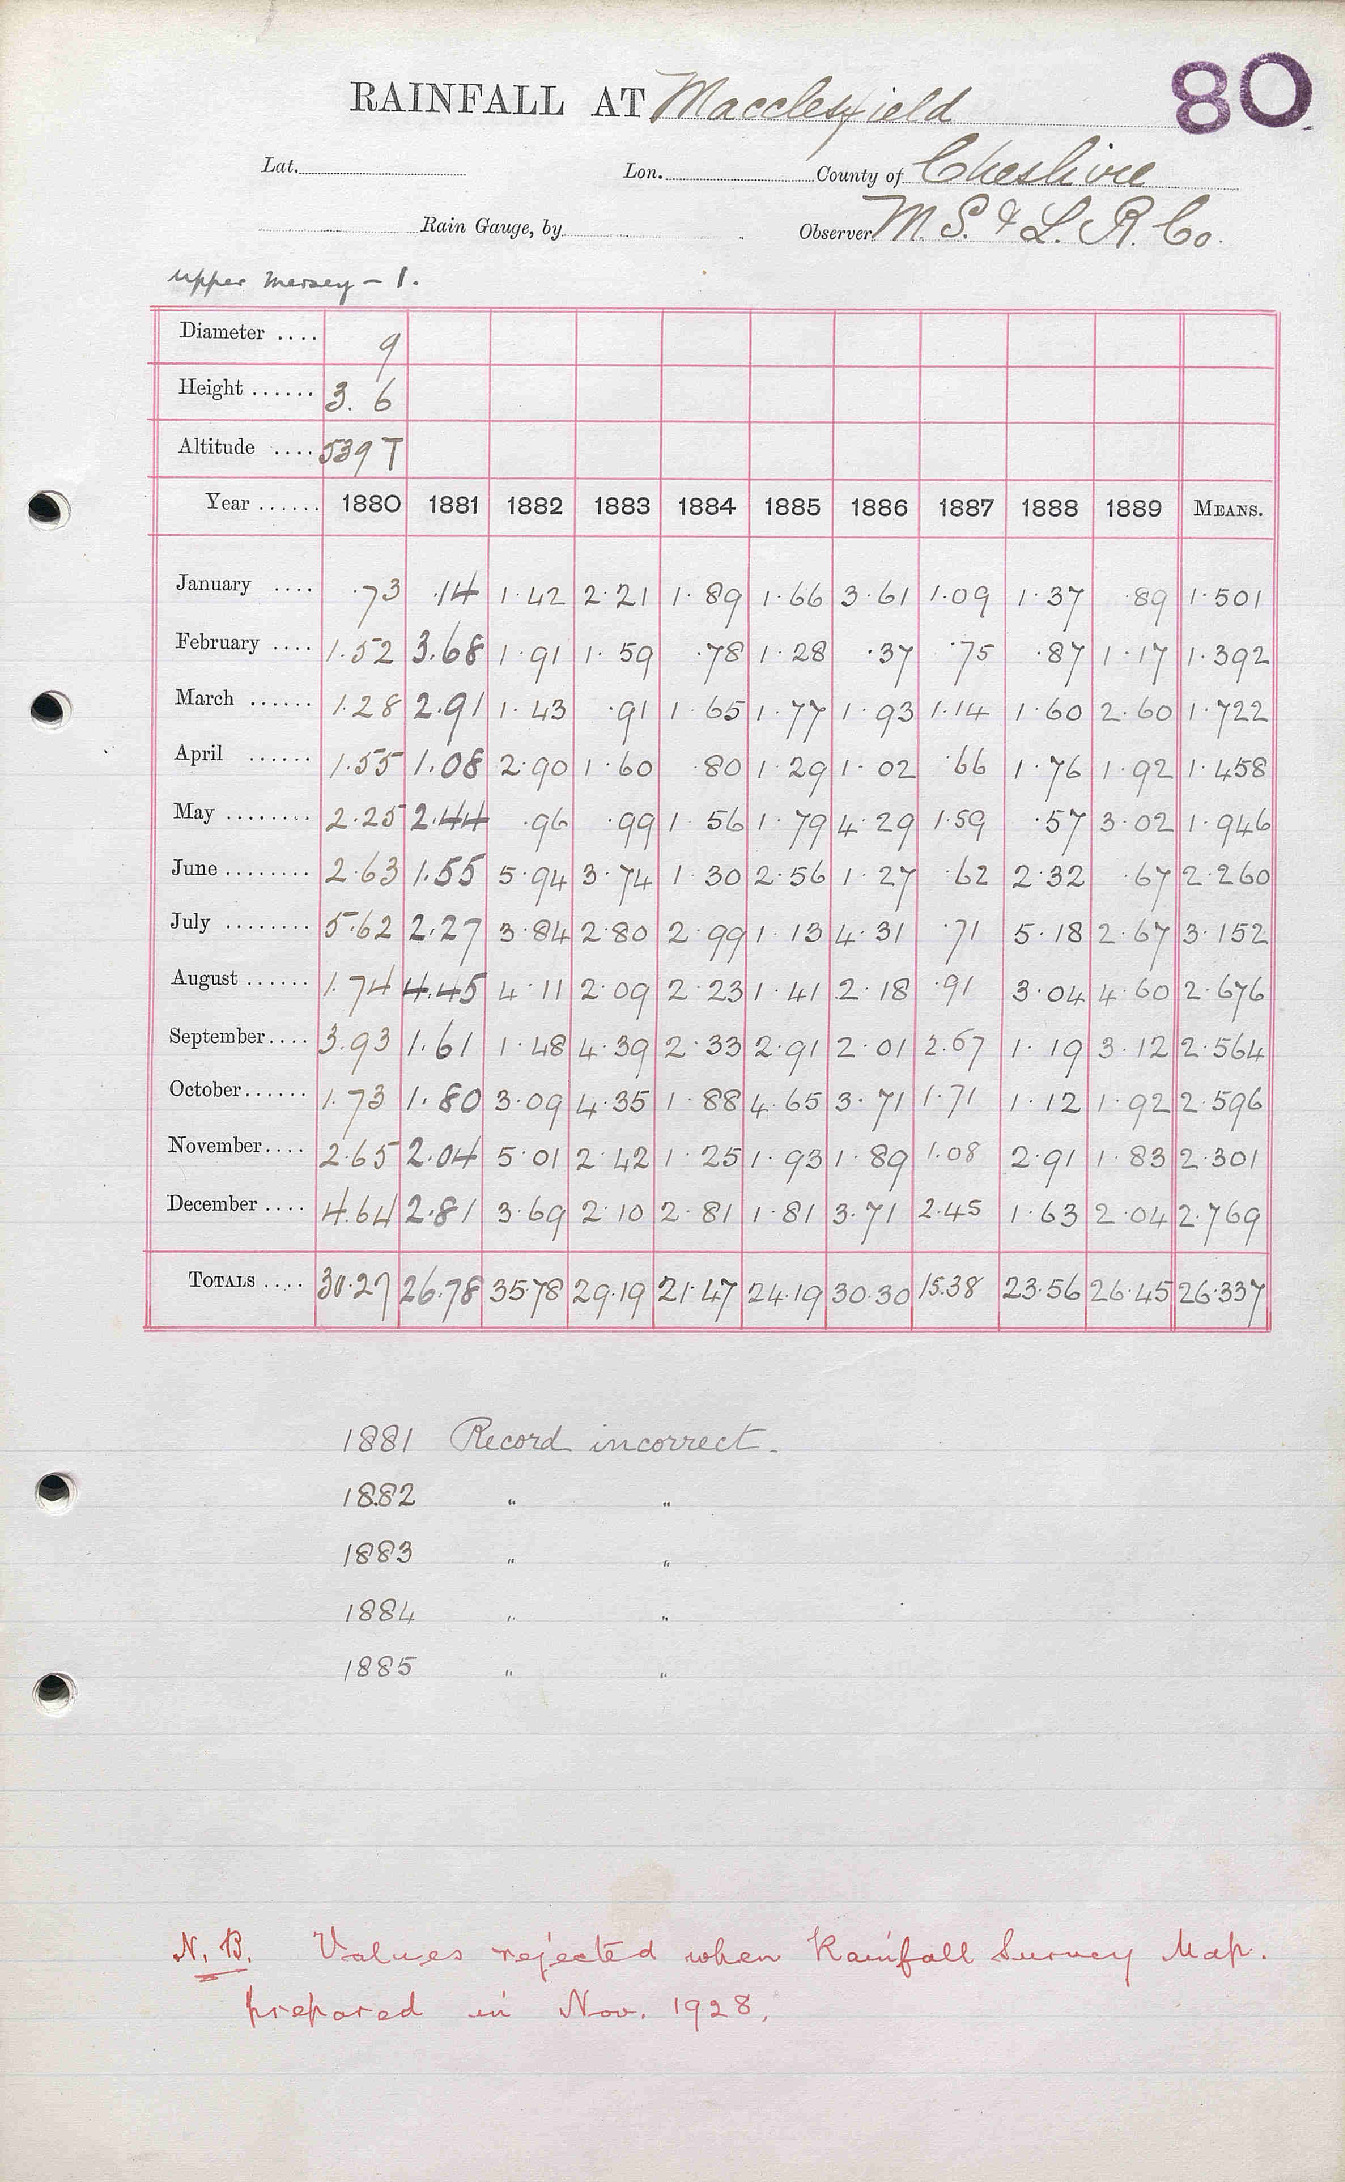 80
RAINFALL AT Macclesfield
Lat. Lon. County of Cheshire
Rain Gauge, by Observer M. S. & L. R. Co.
Upper Mersey - 1.
Diameter .... 9
Height ...... 3. 6
Altitude .... 539 T
Year ...... 1880 1881 1882 1883 1884 1885 1886 1887 1888 1889 MEANS.
January .... .73 .14 1.42 2.21 1.89 1.66 3.61 1.09 1.37 .89 1.501
February .... 1.52 3.68 1.91 1.59 .78 1.28 .37 .75 .87 1.17 1.392
March ...... 1.28 2.91 1.43 .91 1.65 1.77 1.93 1.14 1.60 2.60 1.722
April ...... 1.55 1.08 2.90 1.60 .80 1.29 1.02 .66 1.76 1.92 1.458
May ........ 2.25 2.44 .96 .99 1.56 1.79 4.29 1.59 .57 3.02 1.946
June ........ 2.63 1.55 5.94 3.74 1.30 2.56 1.27 .62 2.32 .67 2.260
July ........ 5.62 2.27 3.84 2.80 2.99 1.13 4.31 .71 5.18 2.67 3.152
August ...... 1.74 4.45 4.11 2.09 2.23 1.41 2.18 .91 3.04 4.60 2.676
September.... 3.93 1.61 1.48 4.39 2.33 2.91 2.01 2.67 1.19 3.12 2.564
October...... 1.73 1.80 3.09 4.35 1.88 4.65 3.71 1.71 1.12 1.92 2.596
November.... 2.65 2.04 5.01 2.42 1.25 1.93 1.89 1.08 2.91 1.83 2.301
December .... 4.64 2.81 3.69 2.10 2.81 1.81 3.71 2.45 1.63 2.04 2.769
TOTALS .... 30.27 26.78 35.78 29.19 21.47 24.19 30.30 15.38 23.56 26.45 26.337
1881 Record incorrect.
1882 " "
1883 " "
1884 " "
1885 " "
N.B. Values rejected when Rainfall Survey Map.
prepared in Nov. 1928.